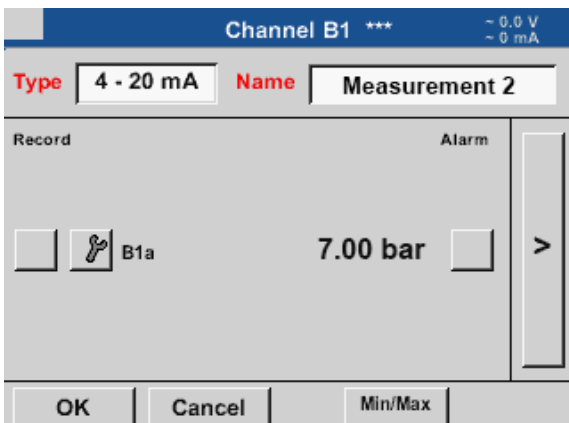 Channel B1 *** ~ 0.0 V
~ 0 mA
Type 4 - 20 mA Name Measurement 2
Record Alarm
B1a 7.00 bar >
OK Cancel Min/Max